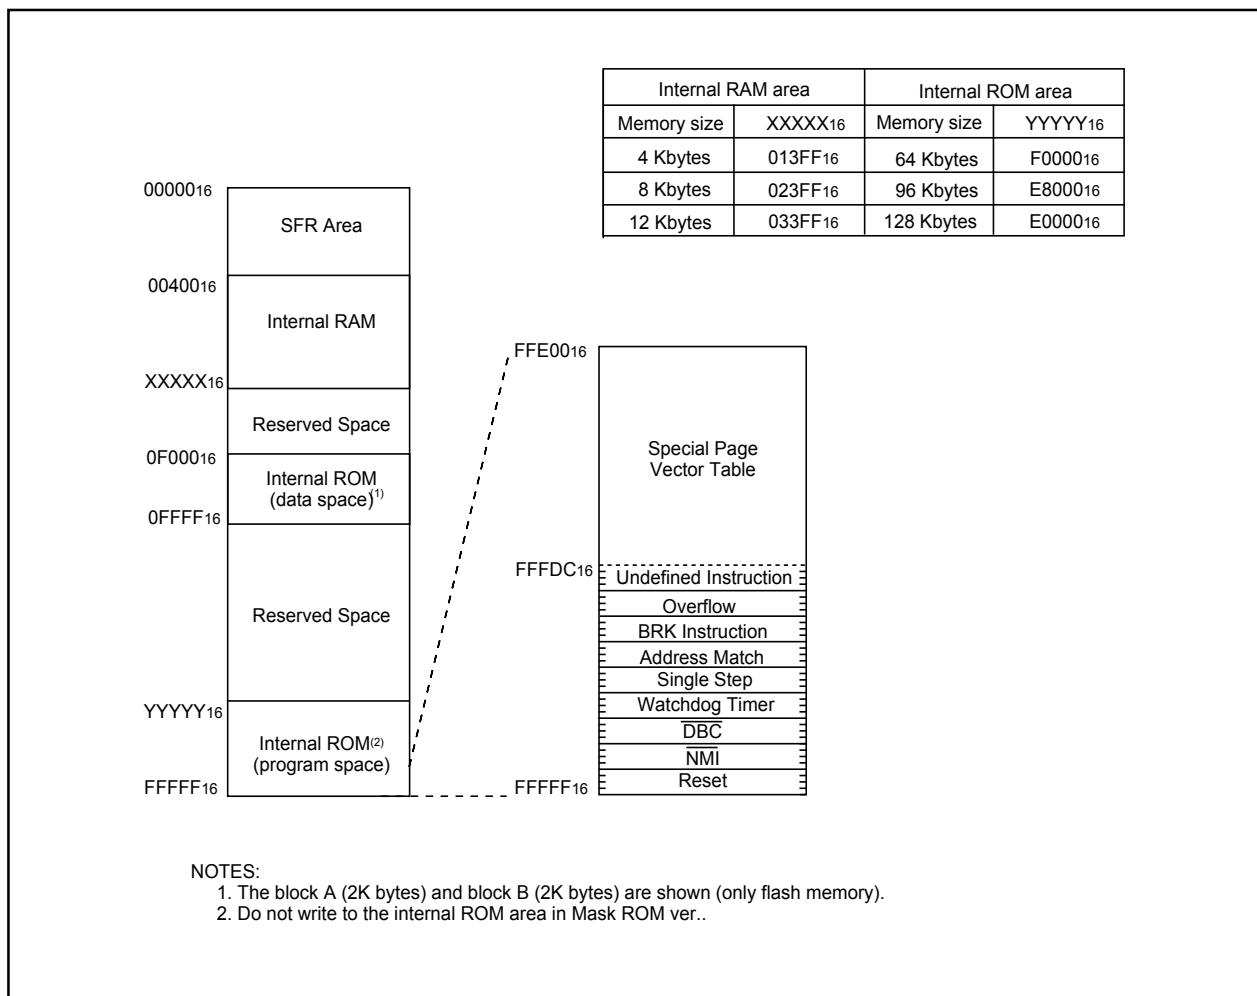 Internal RAM area Internal ROM area
Memory size XXXXX16 Memory size YYYYY16
4 Kbytes 013FF16 64 Kbytes F000016
8 Kbytes 023FF16 96 Kbytes E800016
12 Kbytes 033FF16 128 Kbytes E000016
0000016
SFR Area
0040016
Internal RAM
XXXXX16
Reserved Space
0F00016
Internal ROM
(data space)(1)
0FFFF16
Reserved Space
YYYYY16
Internal ROM(2)
(program space)
FFFFF16
FFE0016
Special Page
Vector Table
FFFDC16
Undefined Instruction
Overflow
BRK Instruction
Address Match
Single Step
Watchdog Timer
DBC
NMI
Reset
FFFFF16
NOTES:
1. The block A (2K bytes) and block B (2K bytes) are shown (only flash memory).
2. Do not write to the internal ROM area in Mask ROM ver..